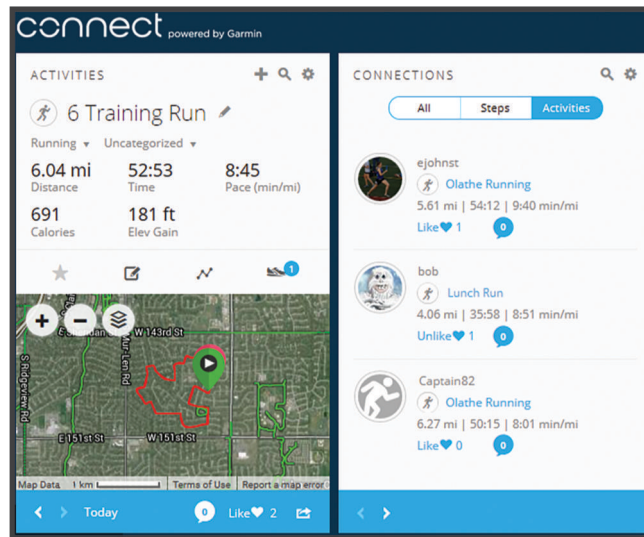 connect powered by Garmin
ACTIVITIES
6 Training Run
Running Uncategorized
6.04 mi 52:53 8:45
Distance Time Pace (min/mi)
691 181 ft
Calories Elev Gain
1
W 143rd St
S Ridgeview Rd
Mur-Len Rd
E 151st St W 151st St
Map Data 1 km Terms of Use Report a map error
Today 0 Like 2
CONNECTIONS
All Steps Activities
ejohnst
Olathe Running
5.61 mi | 54:12 | 9:40 min/mi
Like 1 0
bob
Lunch Run
4.06 mi | 35:58 | 8:51 min/mi
Unlike 1 0
Captain82
Olathe Running
6.27 mi | 50:15 | 8:01 min/mi
Like 0 0